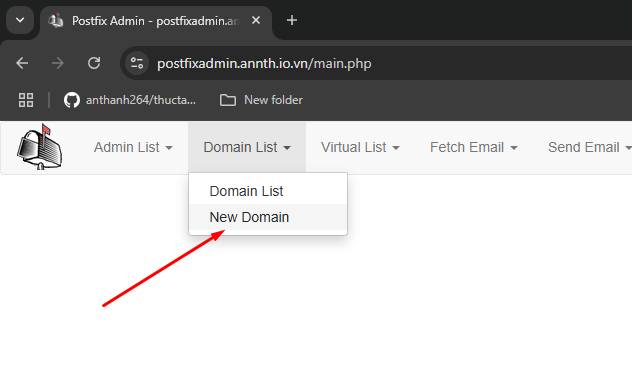 Postfix Admin - postfixadmin.an
postfixadmin.annth.io.vn/main.php
anthanh264/thucta... New folder
Admin List Domain List Virtual List Fetch Email Send Email
Domain List
New Domain